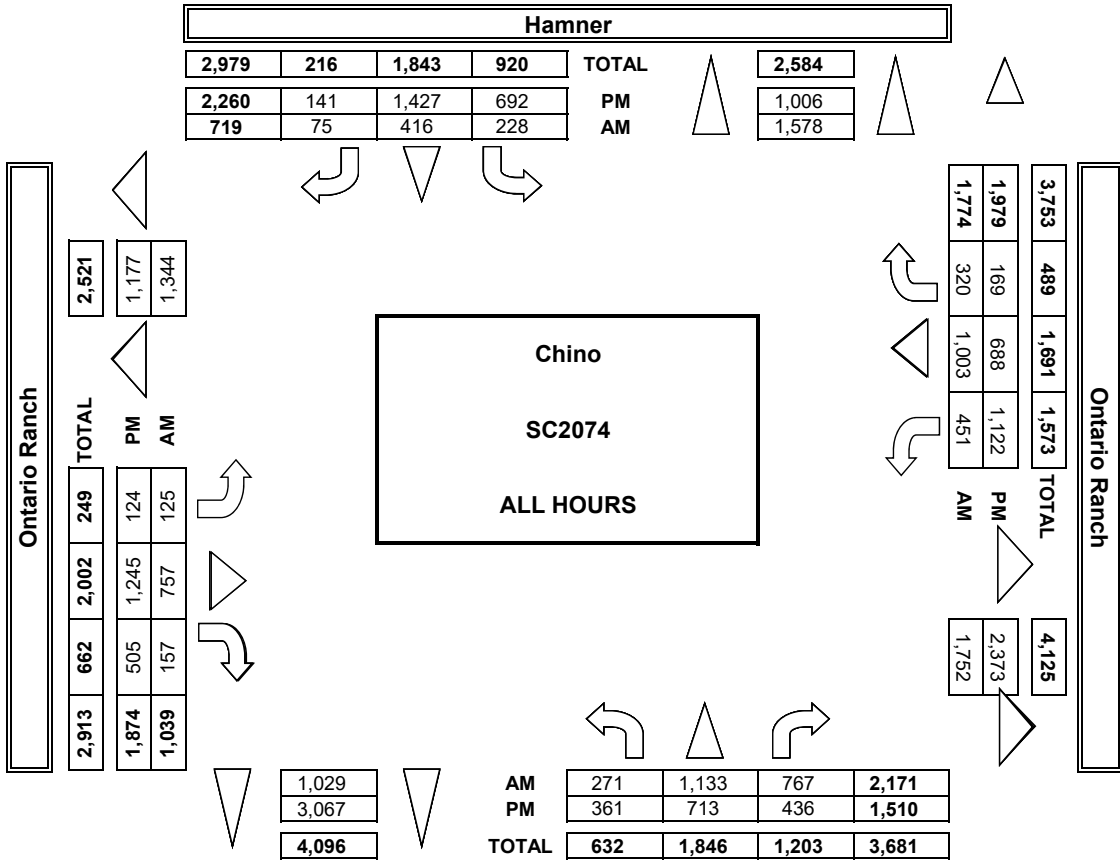 Hamner
2,979 216 1,843 920 TOTAL 2,584
2,260 141 1,427 692 PM 1,006
719 75 416 228 AM 1,578
Ontario Ranch
2,521
1,177
1,344
TOTAL 249 2,002 662 2,913
PM 124 1,245 505 1,874
AM 125 757 157 1,039
Chino
SC2074
ALL HOURS
3,753 489 1,691 1,573 TOTAL 4,125
1,979 169 688 1,122 PM 2,373
1,774 320 1,003 451 AM 1,752
Ontario Ranch
1,029 AM 271 1,133 767 2,171
3,067 PM 361 713 436 1,510
4,096 TOTAL 632 1,846 1,203 3,681